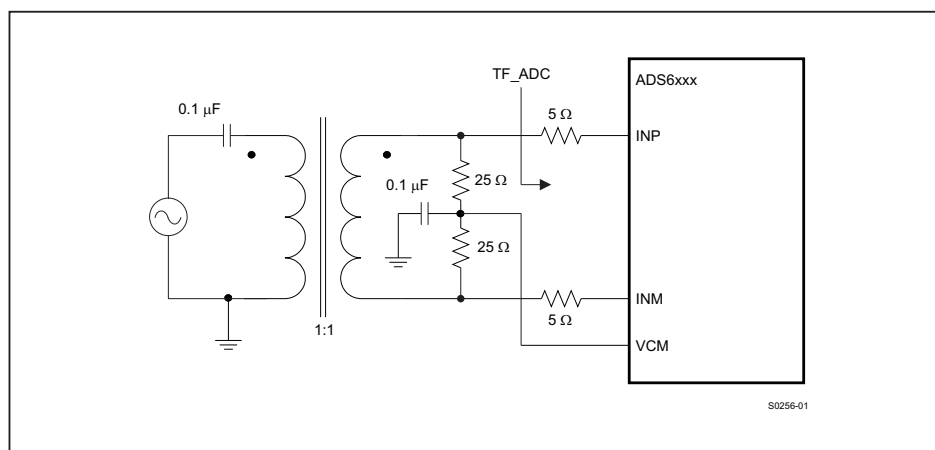 TF_ADC
ADS6xxx
0.1 μF
5 Ω
INP
0.1 μF
25 Ω
25 Ω
INM
5 Ω
1:1
VCM
S0256-01